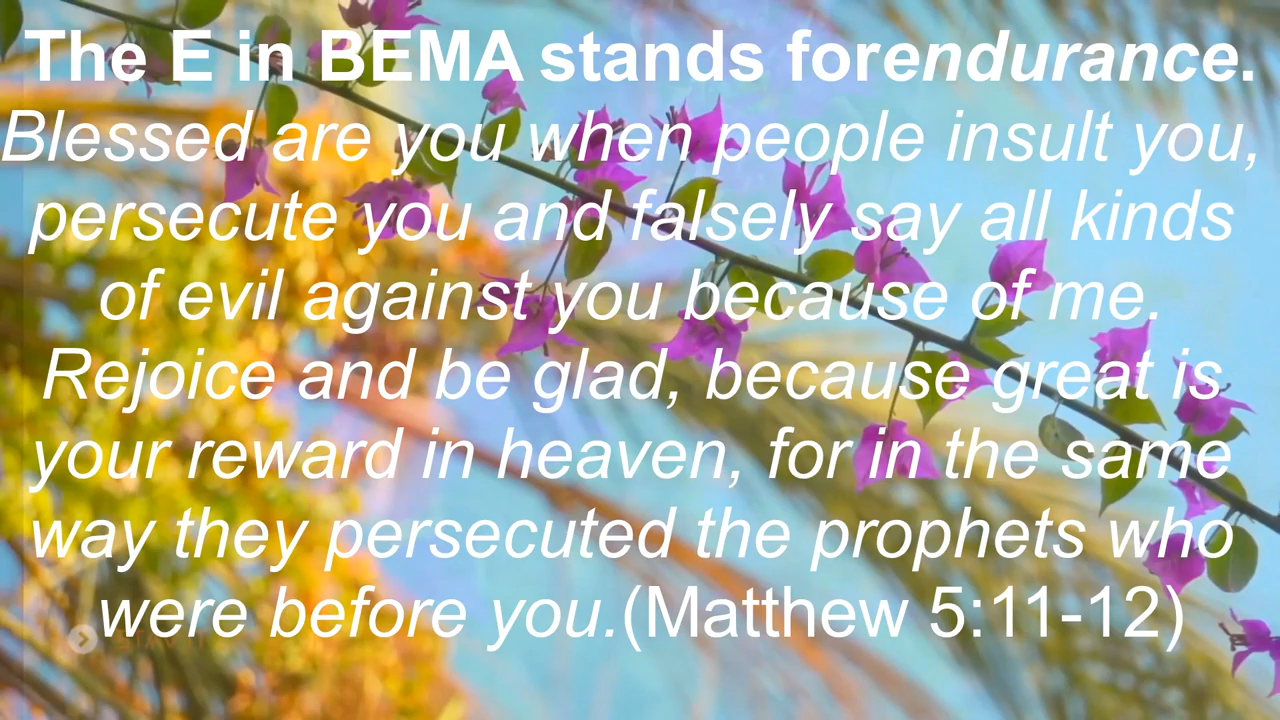 The E in BEMA stands forendurance.
Blessed are you when people insult you,
persecute you and falsely say all kinds
of evil against you because of me.
Rejoice and be glad, because great is
your reward in heaven, for in the same
way they persecuted the prophets who
were before you.(Matthew 5:11-12)